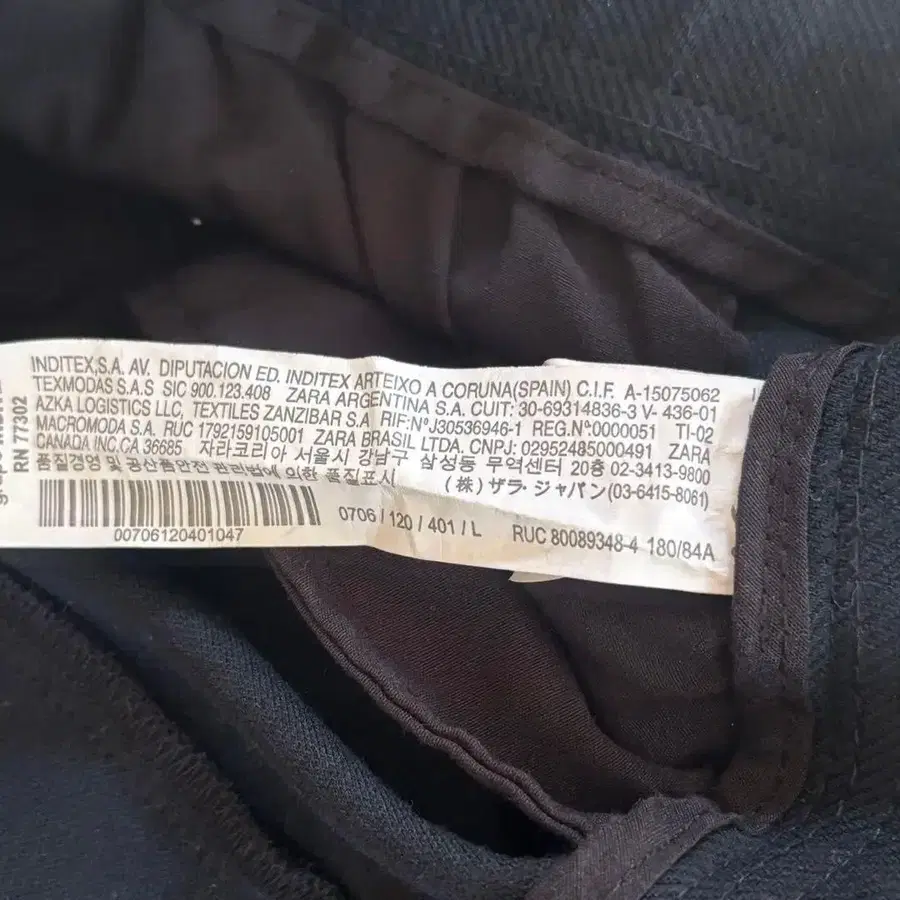 INDITEX,S.A. AV. DIPUTACION ED. INDITEX ARTEIXO A CORUNA(SPAIN) C.I.F. A-15075062
TEXMODAS S.A.S SIC 900.123.408 ZARA ARGENTINA S.A. CUIT: 30-69314836-3 V- 436-01
AZKA LOGISTICS LLC, TEXTILES ZANZIBAR S.A RIF:NºJ30536946-1 REG.Nº0000051 TI-02
MACROMODA S.A. RUC 1792159105001 ZARA BRASIL LTDA. CNPJ: 02952485000491 ZARA
CANADA INC.CA 36685 자라코리아 서울시 강남구 삼성동 무역센터 20층 02-3413-9800
품질경영 및 공산품안전 관리법에 의한 품질표시 (株) ザラ・ジャパン(03-6415-8061)
00706120401047
0706 / 120 / 401 / L RUC 80089348-4 180/84A
RN 77302